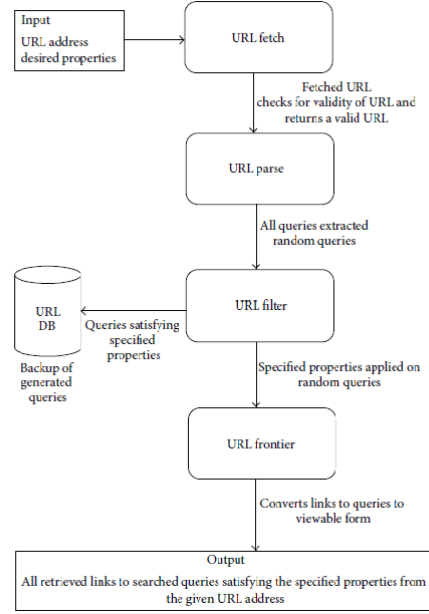 Input
URL address
desired properties
URL fetch
Fetched URL
checks for validity of URL and
returns a valid URL
URL parse
All queries extracted
random queries
URL
DB
Queries satisfying
specified
properties
URL filter
Backup of
generated
queries
Specified properties applied on
random queries
URL frontier
Converts links to queries to
viewable form
Output
All retrieved links to searched queries satisfying the specified properties from
the given URL address